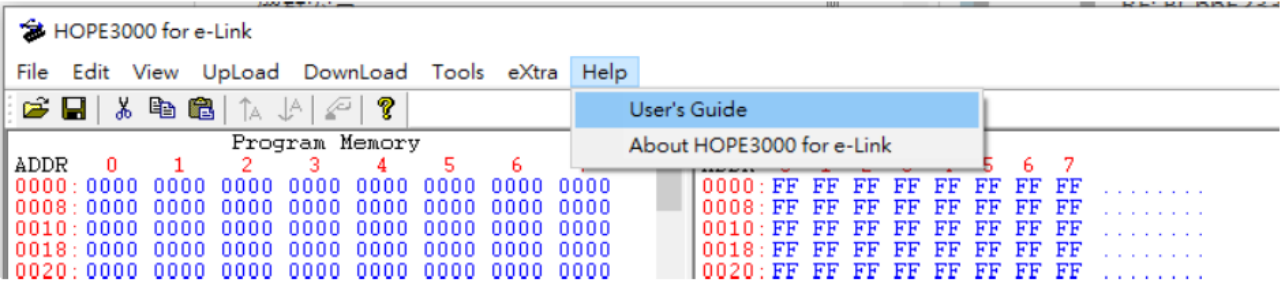 HOPE3000 for e-Link
File Edit View UpLoad DownLoad Tools eXtra Help
User's Guide
About HOPE3000 for e-Link
Program Memory
ADDR 0 1 2 3 4 5 6
5 6 7
0000: 0000 0000 0000 0000 0000 0000 0000 0000 0000: FF FF FF FF FF FF FF FF ........
0008: 0000 0000 0000 0000 0000 0000 0000 0000 0008: FF FF FF FF FF FF FF FF ........
0010: 0000 0000 0000 0000 0000 0000 0000 0000 0010: FF FF FF FF FF FF FF FF ........
0018: 0000 0000 0000 0000 0000 0000 0000 0000 0018: FF FF FF FF FF FF FF FF ........
0020: 0000 0000 0000 0000 0000 0000 0000 0000 0020: FF FF FF FF FF FF FF FF ........